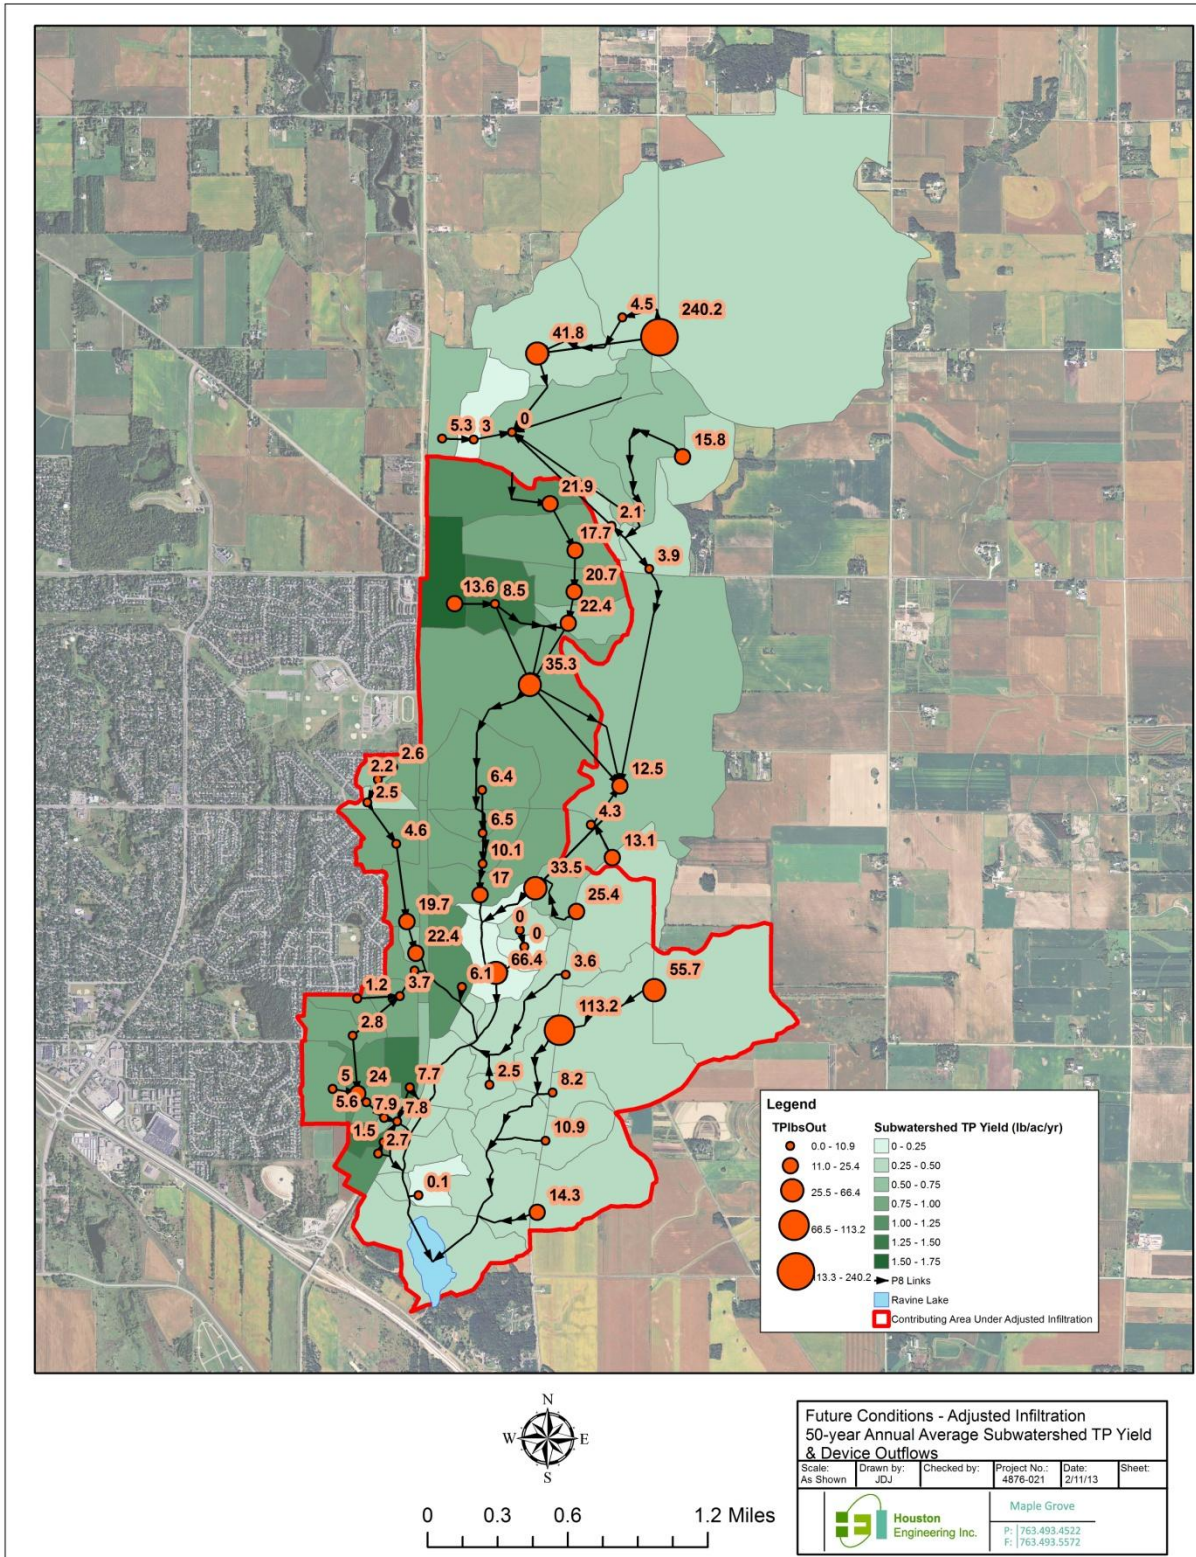 4.5
240.2
41.8
5.3
3
0
15.8
21.9
2.1
17.7
3.9
20.7
13.6
8.5
22.4
35.3
2.6
2.2
12.5
2.5
6.4
4.3
6.5
4.6
13.1
10.1
33.5
17
25.4
19.7
0
22.4
0
66.4
3.6
6.1
55.7
3.7
1.2
113.2
2.8
2.5
8.2
5
24
7.7
5.6
7.9
7.8
10.9
1.5
2.7
0.1
14.3
Legend
TPlbsOut
0.0 - 10.9
11.0 - 25.4
25.5 - 66.4
66.5 - 113.2
113.3 - 240.2
Subwatershed TP Yield (lb/ac/yr)
0 - 0.25
0.25 - 0.50
0.50 - 0.75
0.75 - 1.00
1.00 - 1.25
1.25 - 1.50
1.50 - 1.75
P8 Links
Ravine Lake
Contributing Area Under Adjusted Infiltration
N
W E
S
0 0.3 0.6 1.2 Miles
Future Conditions - Adjusted Infiltration
50-year Annual Average Subwatershed TP Yield
& Device Outflows
Scale: Drawn by: Checked by: Project No.: Date: Sheet:
As Shown JDJ 4876-021 2/11/13
Houston
Engineering Inc.
Maple Grove
P: 763.493.4522
F: 763.493.5572